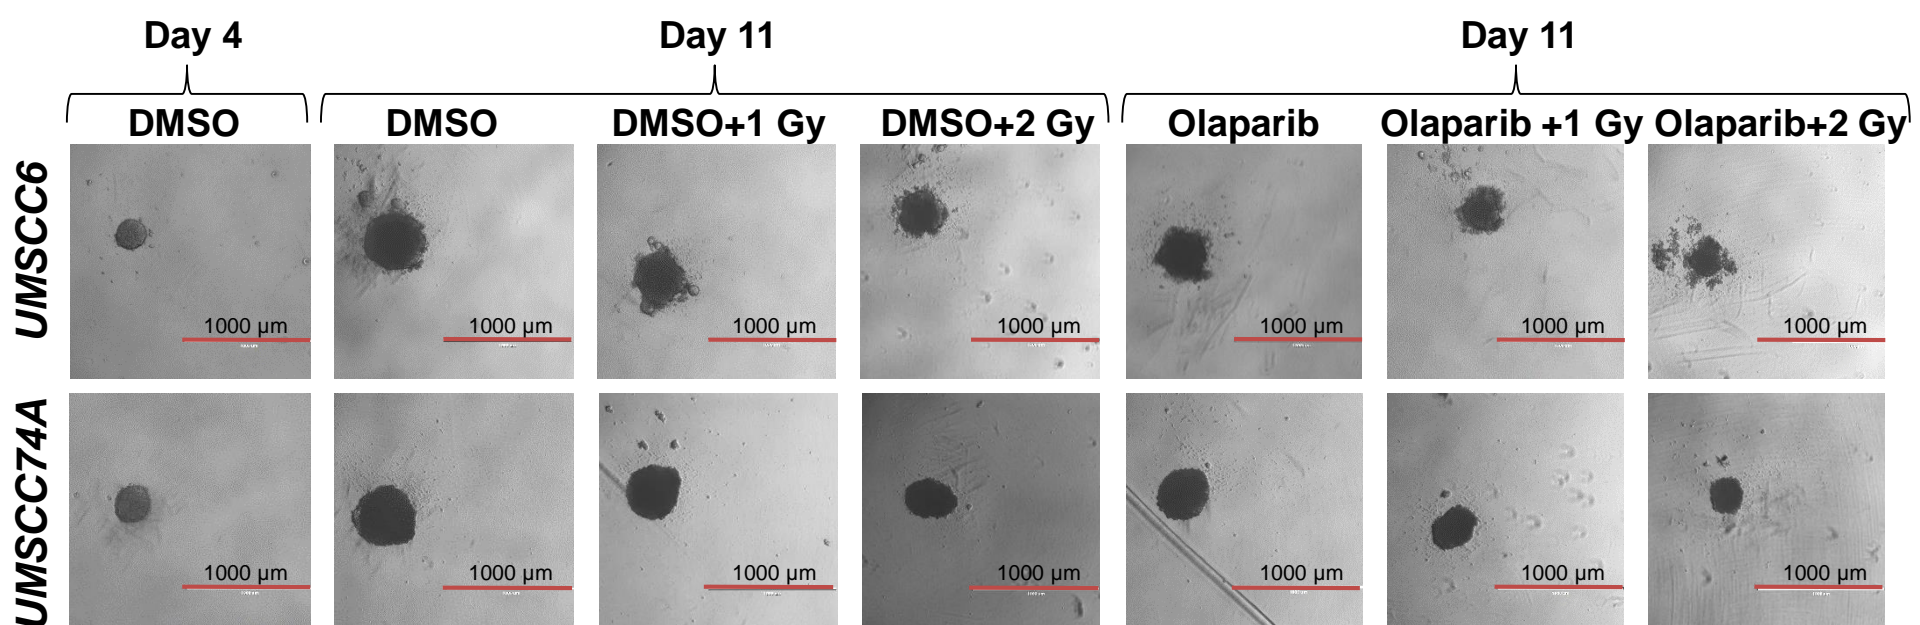 Day 4 Day 11 Day 11
DMSO DMSO DMSO+1 Gy DMSO+2 Gy Olaparib Olaparib +1 Gy Olaparib+2 Gy
UMSCC6
1000 µm 1000 µm 1000 µm 1000 µm 1000 µm 1000 µm 1000 µm
UMSCC74A
1000 µm 1000 µm 1000 µm 1000 µm 1000 µm 1000 µm 1000 µm